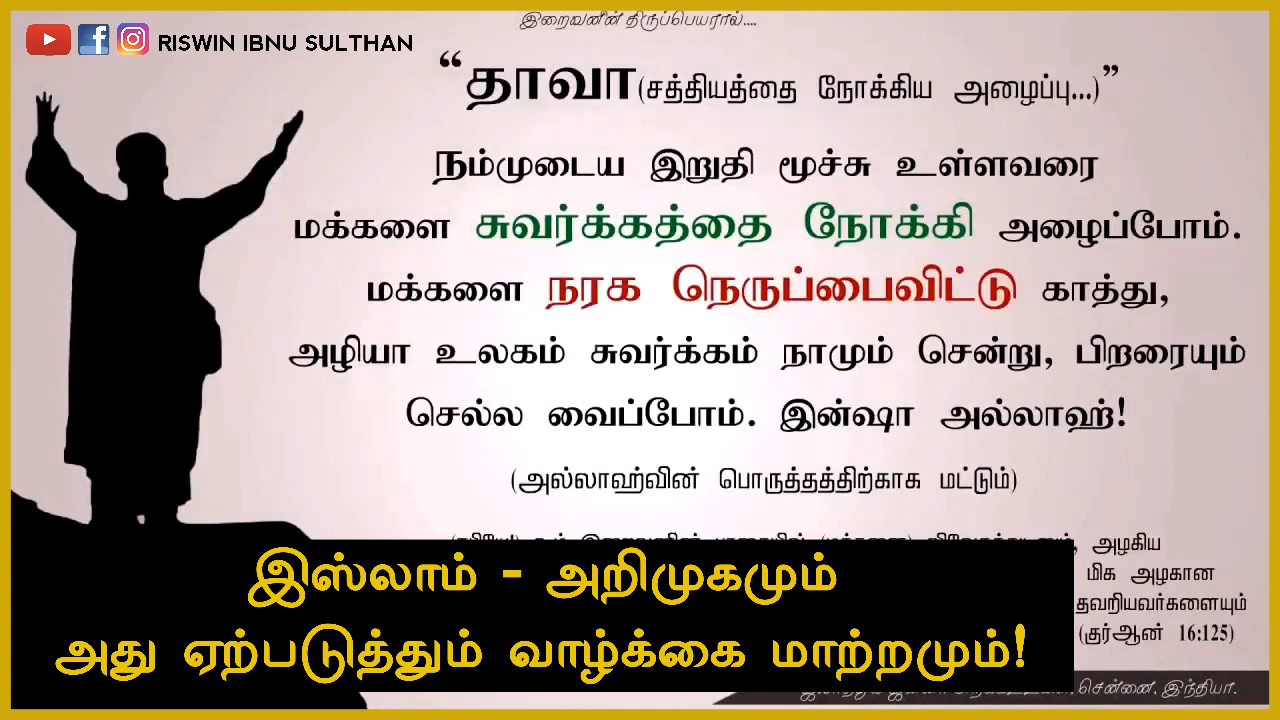 RISWIN IBNU SULTHAN
இறைவனின் திருப்பெயரால்....
“தாவா(சத்தியத்தை நோக்கிய அழைப்பு...)”
நம்முடைய இறுதி மூச்சு உள்ளவரை
மக்களை சுவர்க்கத்தை நோக்கி அழைப்போம்.
மக்களை நரக நெருப்பைவிட்டு காத்து,
அழியா உலகம் சுவர்க்கம் நாமும் சென்று, பிறரையும்
செல்ல வைப்போம். இன்ஷா அல்லாஹ்!
(அல்லாஹ்வின் பொருத்தத்திற்காக மட்டும்)
அழகிய
மிக அழகான
தவறியவர்களையும்
(குர்ஆன் 16:125)
இஸ்லாம் - அறிமுகமும்
அது ஏற்படுத்தும் வாழ்க்கை மாற்றமும்!
சென்னை, இந்தியா.